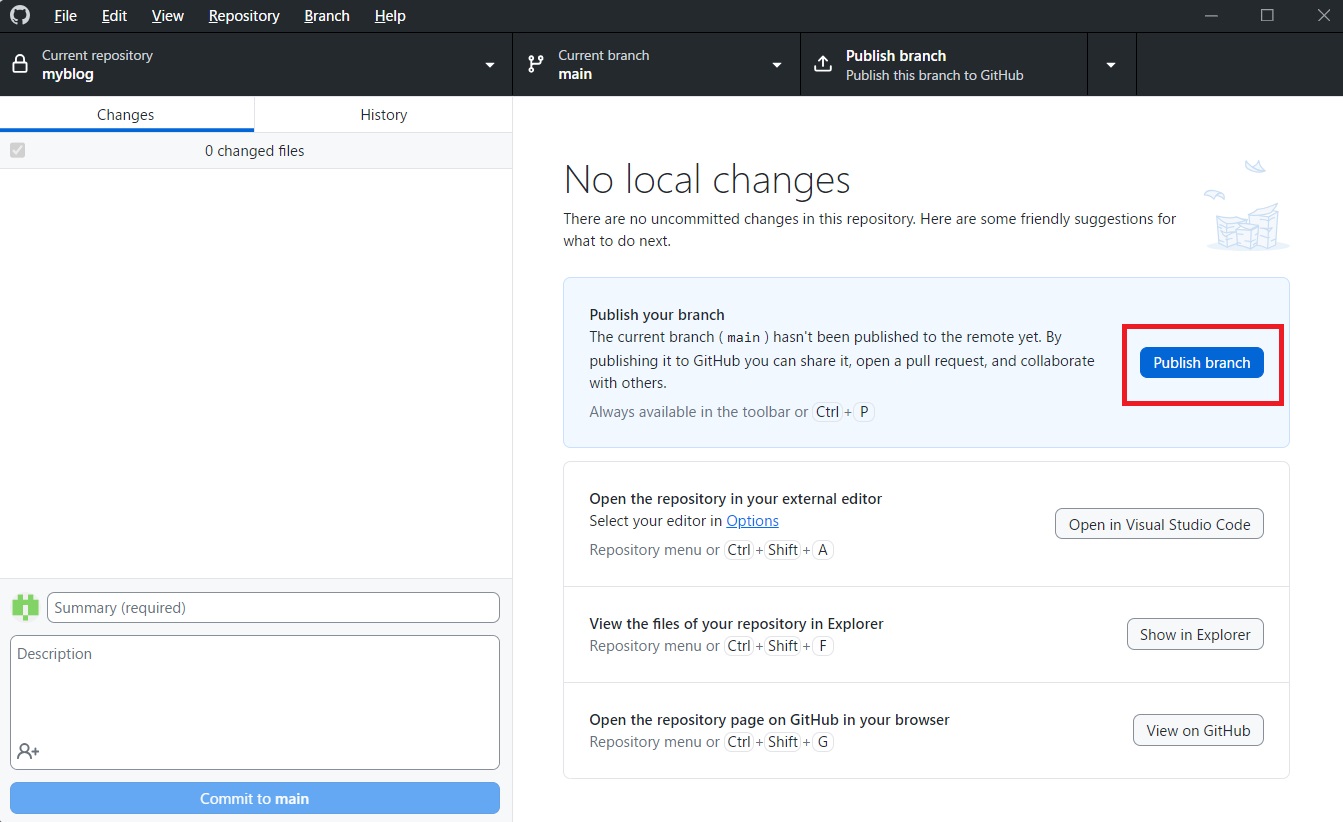 File Edit View Repository Branch Help
Current repository
myblog
Current branch
main
Publish branch
Publish this branch to GitHub
Changes History
0 changed files
No local changes
There are no uncommitted changes in this repository. Here are some friendly suggestions for
what to do next.
Publish your branch
The current branch ( main ) hasn't been published to the remote yet. By
publishing it to GitHub you can share it, open a pull request, and collaborate
with others.
Always available in the toolbar or Ctrl + P
Publish branch
Open the repository in your external editor
Select your editor in Options
Repository menu or Ctrl + Shift + A
Open in Visual Studio Code
View the files of your repository in Explorer
Repository menu or Ctrl + Shift + F
Show in Explorer
Open the repository page on GitHub in your browser
Repository menu or Ctrl + Shift + G
View on GitHub
Summary (required)
Description
Commit to main